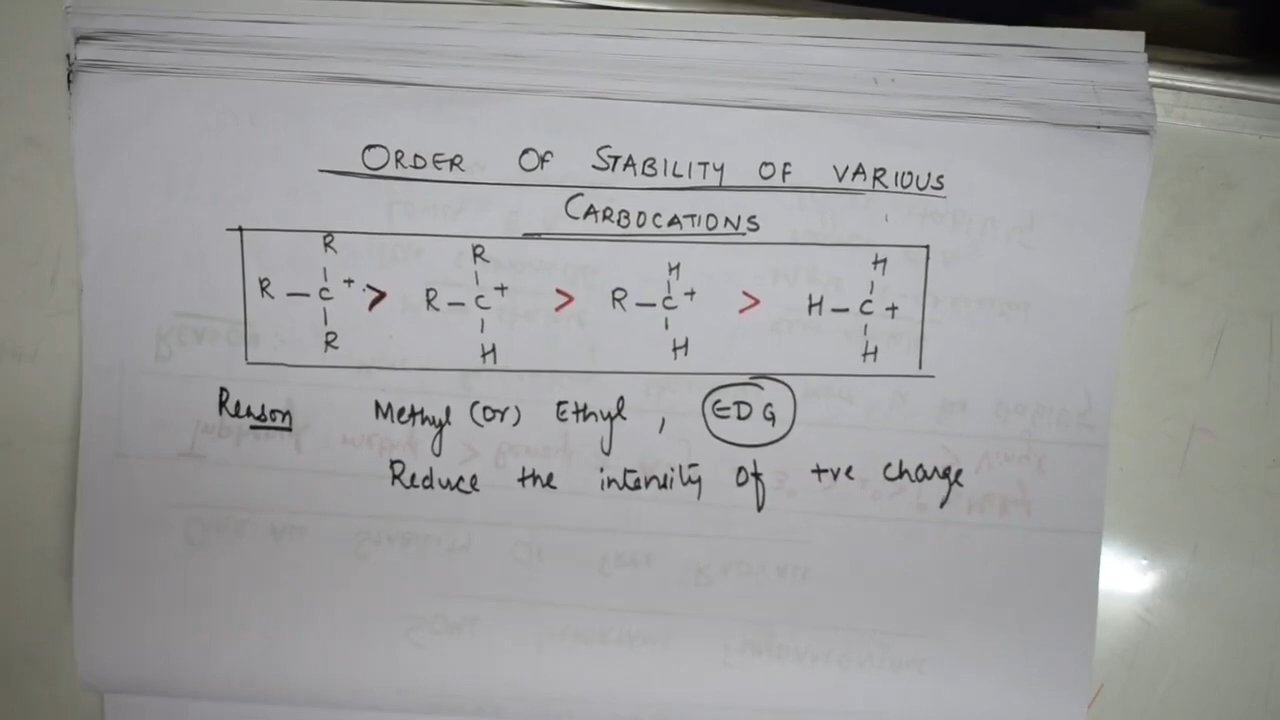 ORDER OF STABILITY OF VARIOUS
CARBOCATIONS
R R H H
R – C + > R – C + > R – C + > H – C +
R H H H
Reason Methyl (or) Ethyl , EDG
Reduce the intensity of +ve charge